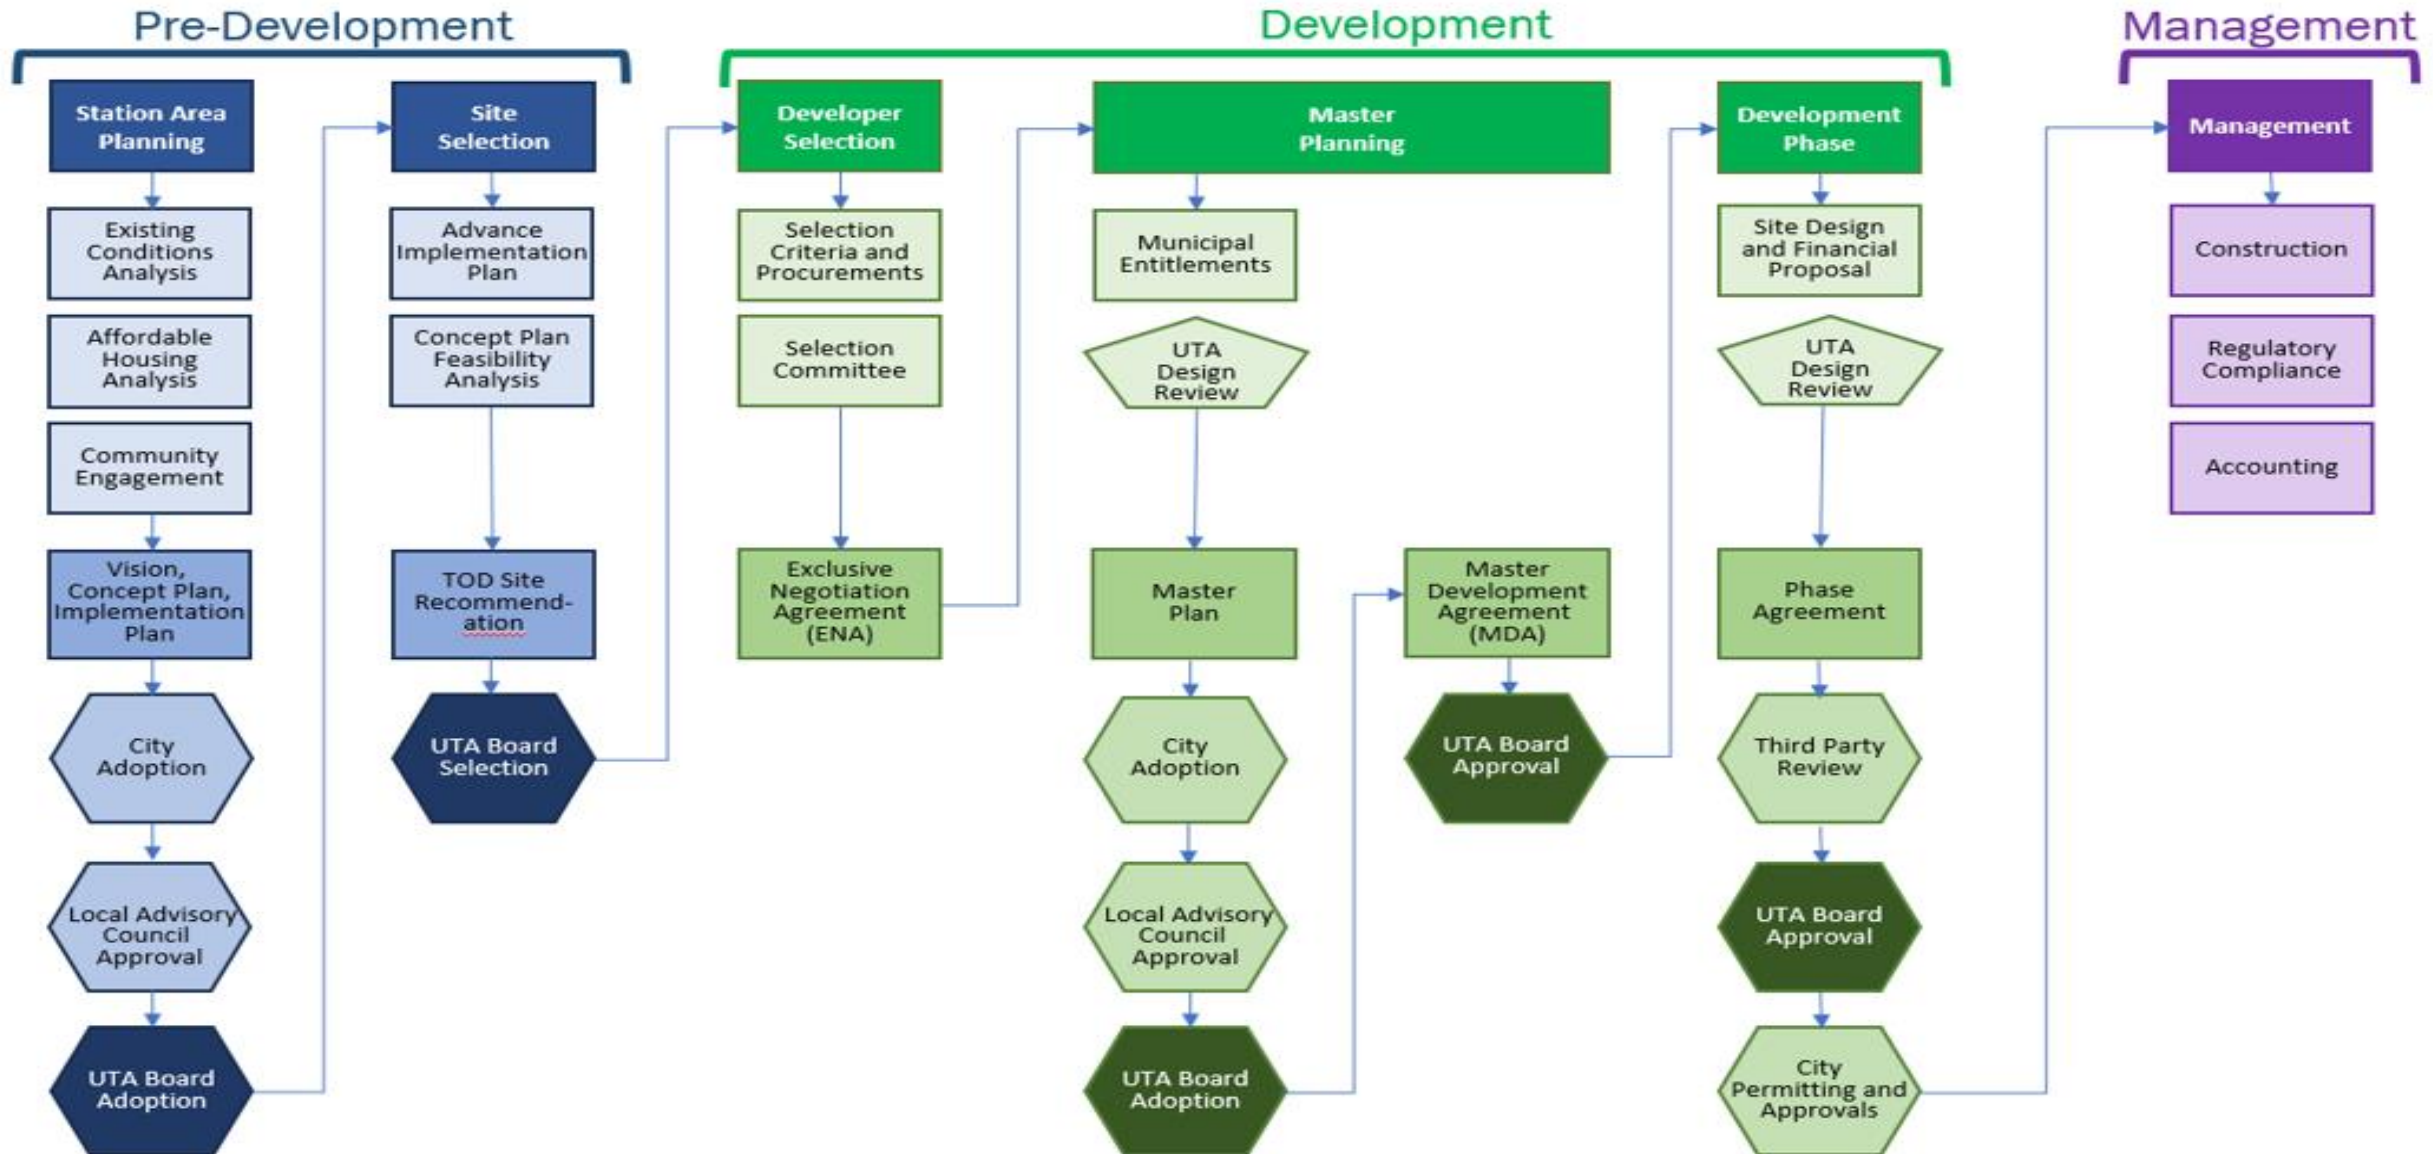 Pre-Development
Development
Management
Station Area
Planning
Existing
Conditions
Analysis
Affordable
Housing
Analysis
Community
Engagement
Vision,
Concept Plan,
Implementation
Plan
City
Adoption
Local Advisory
Council
Approval
UTA Board
Adoption
Site
Selection
Advance
Implementation
Plan
Concept Plan
Feasibility
Analysis
TOD Site
Recommend-
ation
UTA Board
Selection
Developer
Selection
Selection
Criteria and
Procurements
Selection
Committee
Exclusive
Negotiation
Agreement
(ENA)
Master
Planning
Municipal
Entitlements
UTA
Design
Review
Master
Plan
City
Adoption
Local Advisory
Council
Approval
UTA Board
Adoption
Master
Development
Agreement
(MDA)
UTA Board
Approval
Development
Phase
Site Design
and Financial
Proposal
UTA
Design
Review
Phase
Agreement
Third Party
Review
UTA Board
Approval
City
Permitting and
Approvals
Management
Construction
Regulatory
Compliance
Accounting